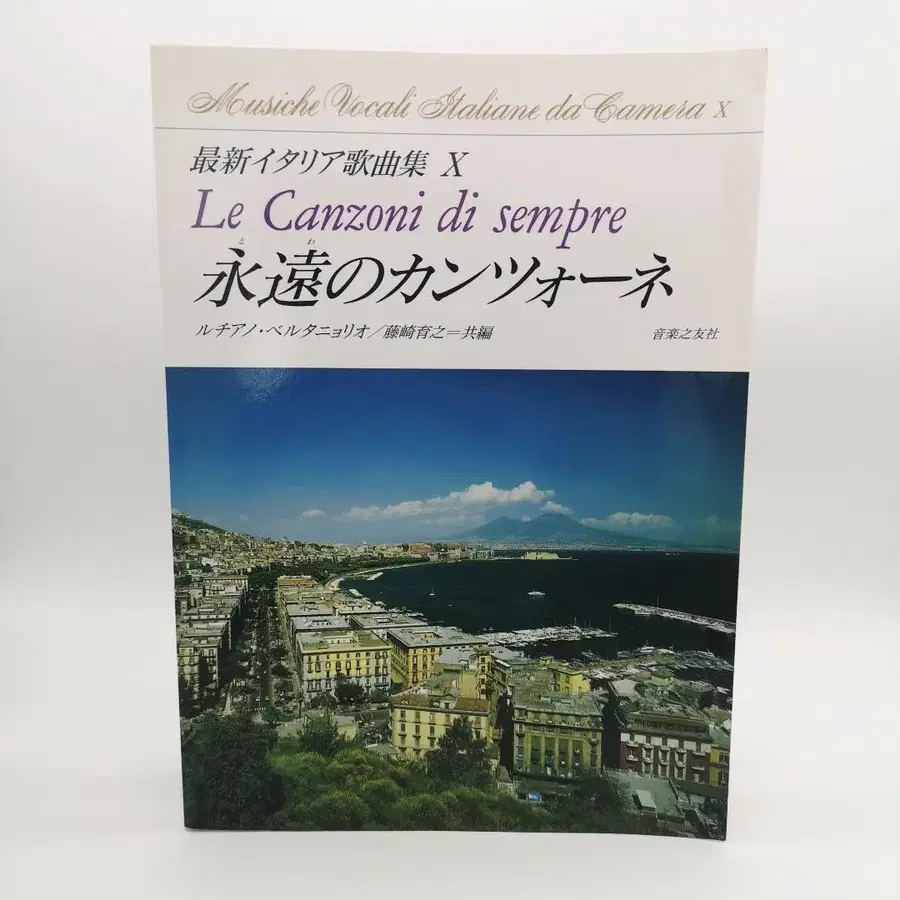 Musiche Vocali Italiane da Camera X
最新イタリア歌曲集 X
Le Canzoni di sempre
とわ
永遠のカンツォーネ
ルチアノ・ベルタニョリオ／藤崎育之＝共編 音楽之友社